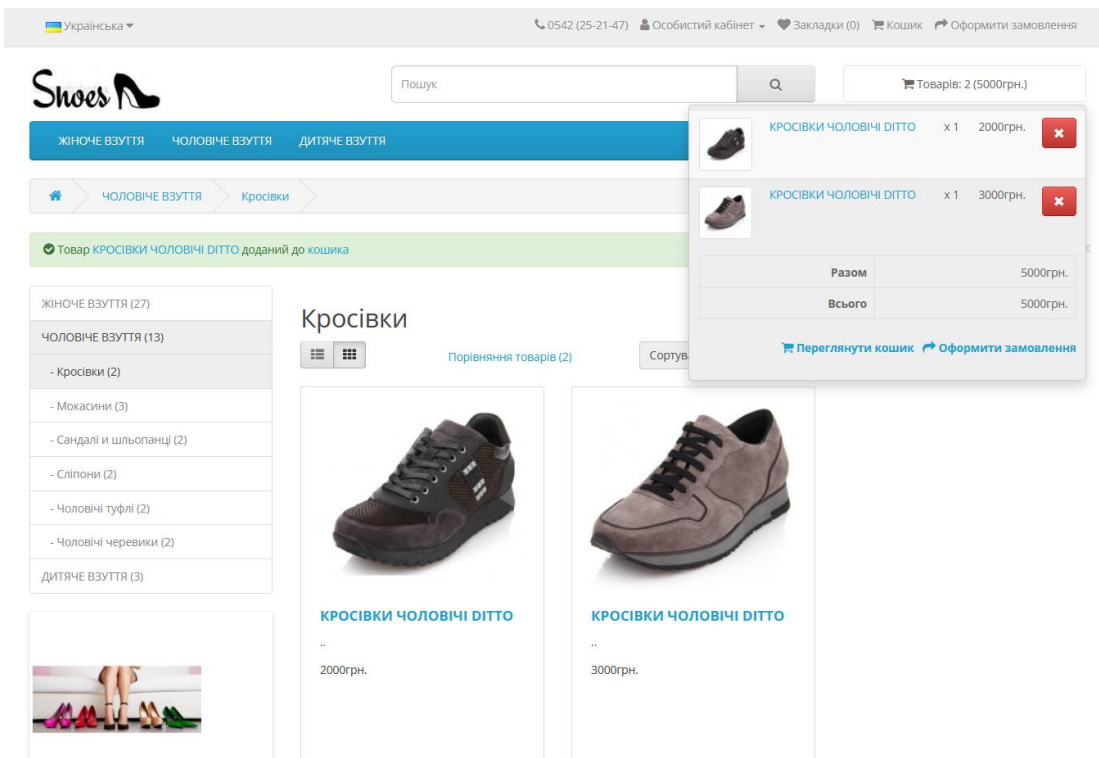 Українська
0542 (25-21-47) Особистий кабінет Закладки (0) Кошик Оформити замовлення
Shoes
Пошук
Товарів: 2 (5000грн.)
ЖІНОЧЕ ВЗУТТЯ ЧОЛОВІЧЕ ВЗУТТЯ ДИТЯЧЕ ВЗУТТЯ
КРОСІВКИ ЧОЛОВІЧІ DITTO x 1 2000грн.
КРОСІВКИ ЧОЛОВІЧІ DITTO x 1 3000грн.
Разом 5000грн.
Всього 5000грн.
Переглянути кошик Оформити замовлення
ЧОЛОВІЧЕ ВЗУТТЯ Кросівки
Товар КРОСІВКИ ЧОЛОВІЧІ DITTO доданий до кошика
ЖІНОЧЕ ВЗУТТЯ (27)
ЧОЛОВІЧЕ ВЗУТТЯ (13)
- Кросівки (2)
- Мокасини (3)
- Сандалі и шльопанці (2)
- Сліпони (2)
- Чоловічі туфлі (2)
- Чоловічі черевики (2)
ДИТЯЧЕ ВЗУТТЯ (3)
Кросівки
Порівняння товарів (2)
Сортув
КРОСІВКИ ЧОЛОВІЧІ DITTO
..
2000грн.
КРОСІВКИ ЧОЛОВІЧІ DITTO
..
3000грн.